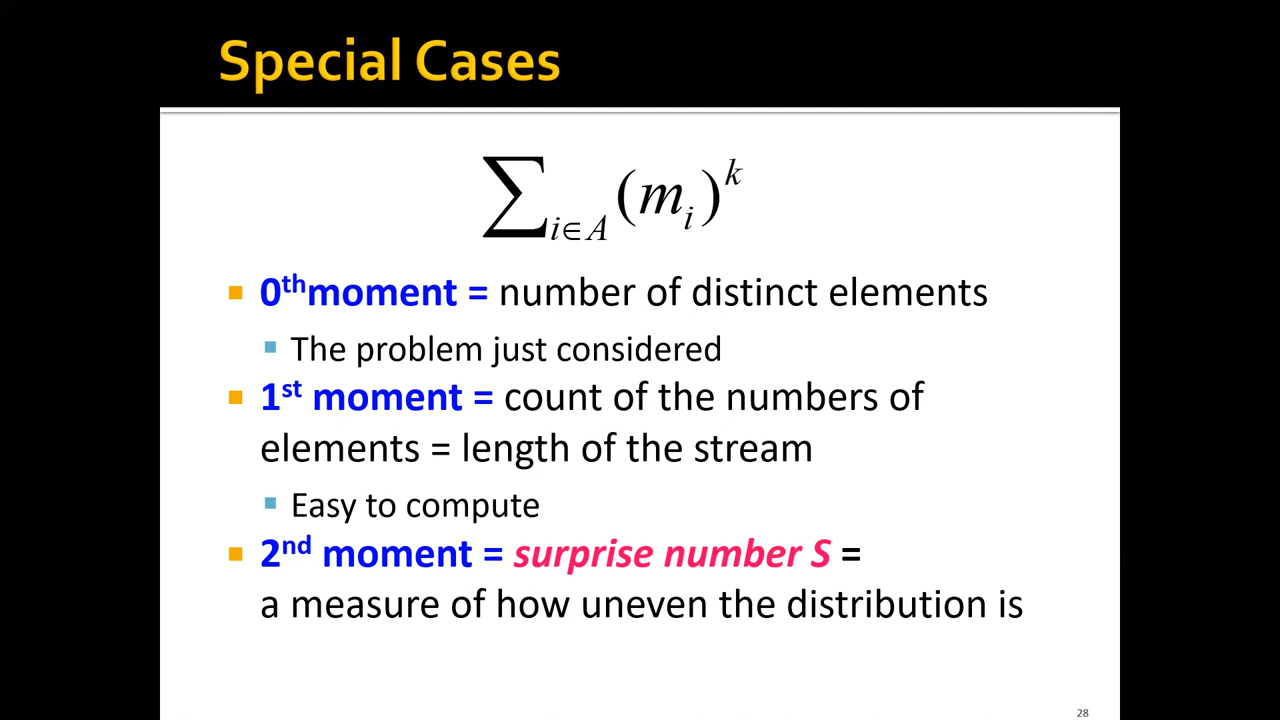 Special Cases
∑i∈A (mi)^k
0thmoment = number of distinct elements
The problem just considered
1st moment = count of the numbers of
elements = length of the stream
Easy to compute
2nd moment = surprise number S =
a measure of how uneven the distribution is
28